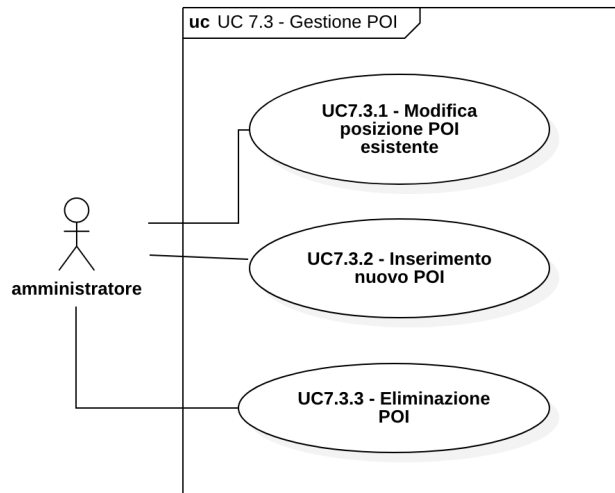 uc UC 7.3 - Gestione POI
UC7.3.1 - Modifica
posizione POI
esistente
UC7.3.2 - Inserimento
nuovo POI
amministratore
UC7.3.3 - Eliminazione
POI